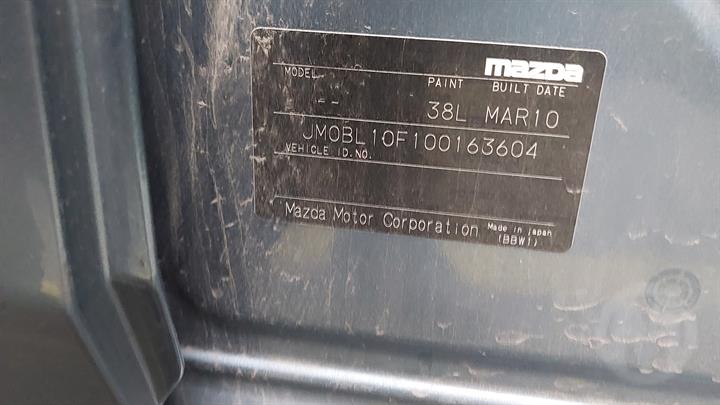 mazda
MODEL PAINT BUILT DATE
-- 38L MAR10
JM0BL10F100163604
VEHICLE ID.NO.
Mazda Motor Corporation Made in japan
(BBW1)